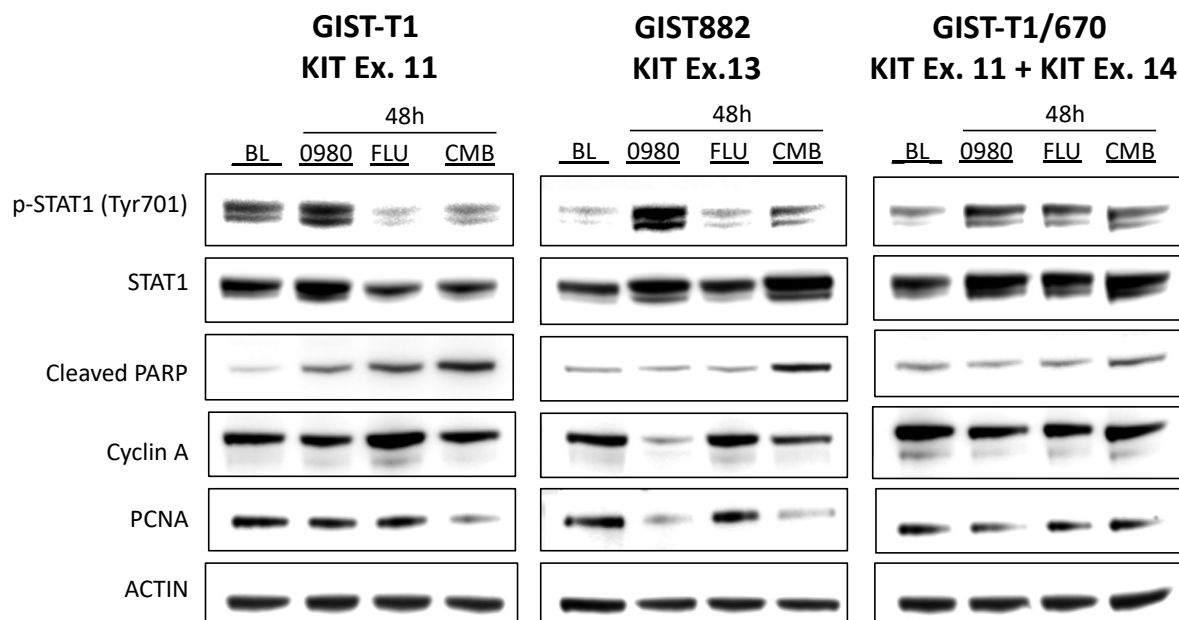 GIST-T1
KIT Ex. 11
GIST882
KIT Ex.13
GIST-T1/670
KIT Ex. 11 + KIT Ex. 14
48h
BL 0980 FLU CMB
48h
BL 0980 FLU CMB
48h
BL 0980 FLU CMB
p-STAT1 (Tyr701)
STAT1
Cleaved PARP
Cyclin A
PCNA
ACTIN